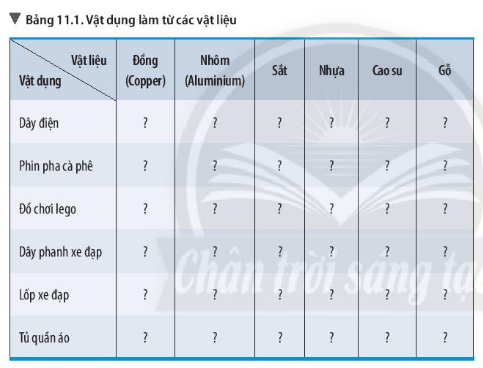 ▼ Bảng 11.1. Vật dụng làm từ các vật liệu
Vật liệu
Vật dụng
Đồng (Copper)
Nhôm (Aluminium)
Sắt
Nhựa
Cao su
Gỗ
Dây điện ? ? ? ? ? ?
Phin pha cà phê ? ? ? ? ? ?
Đồ chơi lego ? ? ? ? ? ?
Dây phanh xe đạp ? ? ? ? ? ?
Lốp xe đạp ? ? ? ? ? ?
Tủ quần áo ? ? ? ? ? ?
Chân trời sáng tạ